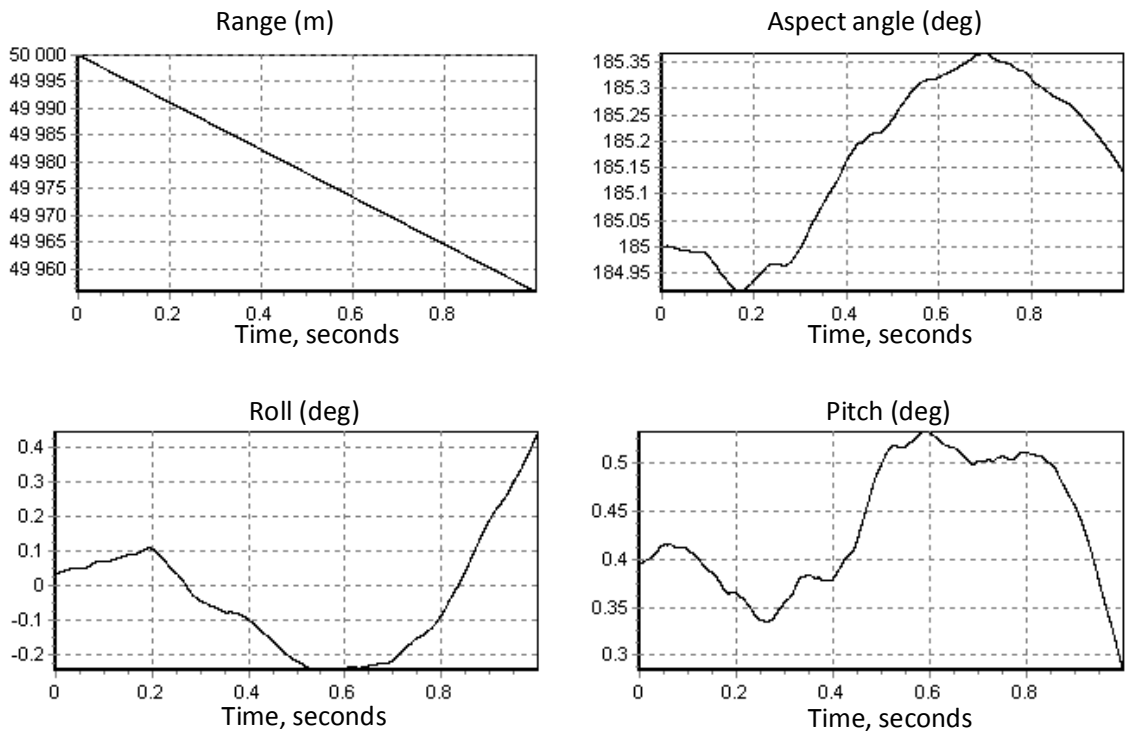 Range (m)
50 000
49 995
49 990
49 985
49 980
49 975
49 970
49 965
49 960
0 0.2 0.4 0.6 0.8
Time, seconds
Aspect angle (deg)
185.35
185.3
185.25
185.2
185.15
185.1
185.05
185
184.95
0 0.2 0.4 0.6 0.8
Time, seconds
Roll (deg)
0.4
0.3
0.2
0.1
0
-0.1
-0.2
0 0.2 0.4 0.6 0.8
Time, seconds
Pitch (deg)
0.5
0.45
0.4
0.35
0.3
0 0.2 0.4 0.6 0.8
Time, seconds